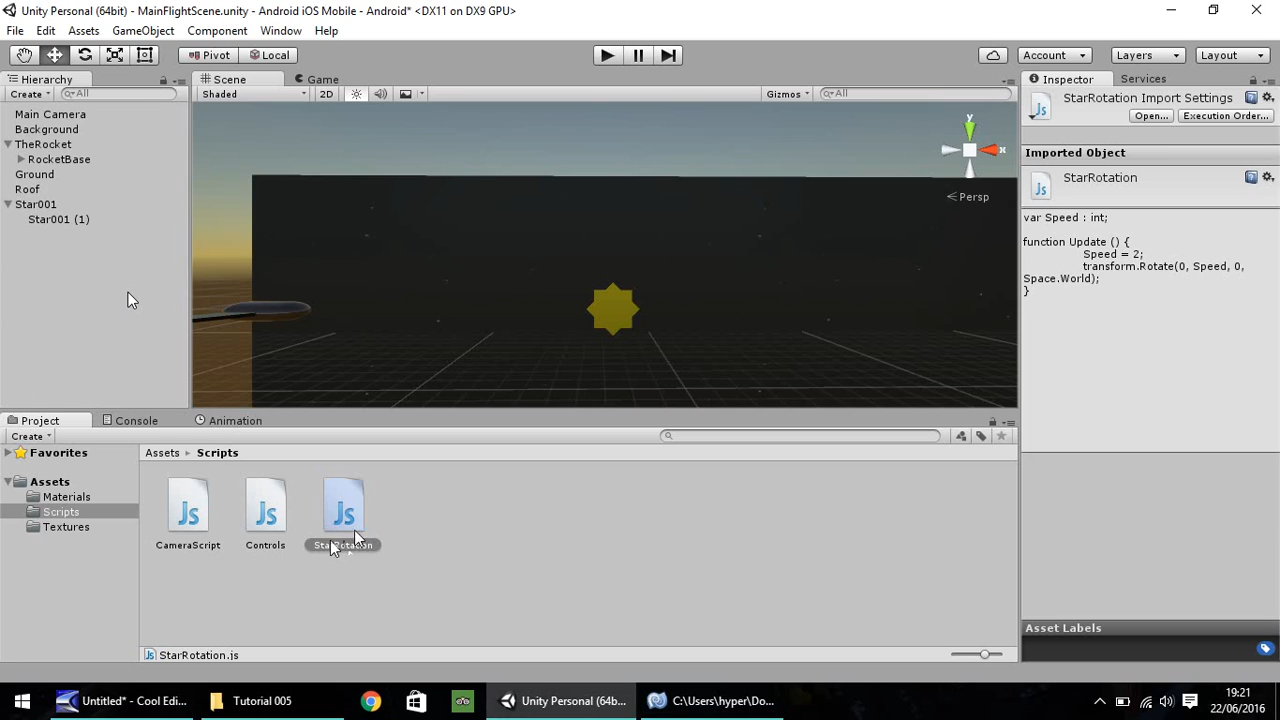 Unity Personal (64bit) - MainFlightScene.unity - Android iOS Mobile - Android* <DX11 on DX9 GPU>
File Edit Assets GameObject Component Window Help
Pivot Local Account Layers Layout
Hierarchy Scene Game Inspector Services
Create All Shaded 2D Gizmos All
StarRotation Import Settings
Open... Execution Order...
Main Camera
Background
TheRocket
RocketBase
Ground
Roof
Star001
Star001 (1)
y
x
Persp
Imported Object
StarRotation
var Speed : int;
function Update () {
Speed = 2;
transform.Rotate(0, Speed, 0,
Space.World);
}
Project Console Animation
Create
Favorites
Assets
Materials
Scripts
Textures
Assets Scripts
Js Js Js
CameraScript Controls StarRotation
StarRotation.js
Asset Labels
Untitled* - Cool Edi... Tutorial 005 Unity Personal (64b... C:\Users\hyper\Do...
19:21
22/06/2016